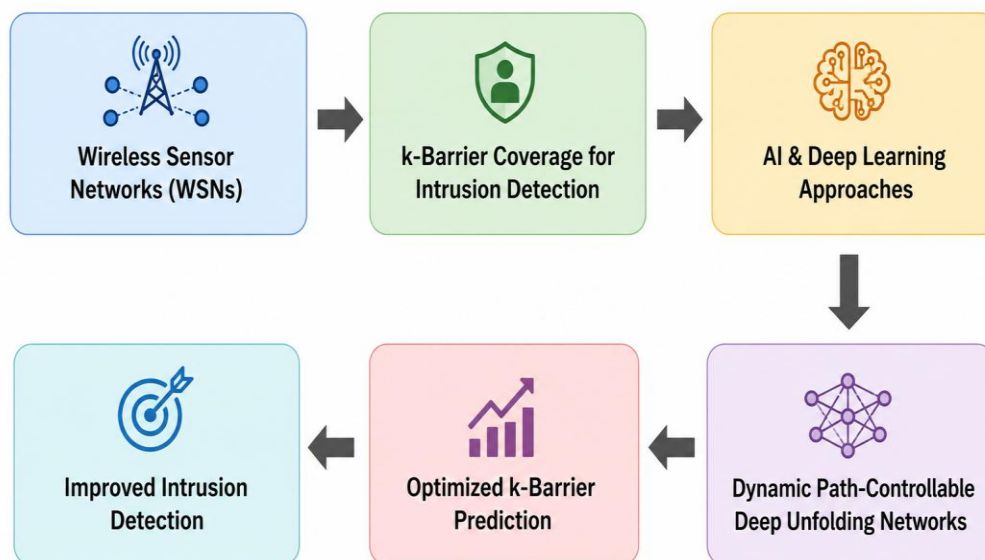 Wireless Sensor
Networks (WSNs)
k-Barrier Coverage for
Intrusion Detection
AI & Deep Learning
Approaches
Dynamic Path-Controllable
Deep Unfolding Networks
Optimized k-Barrier
Prediction
Improved Intrusion
Detection